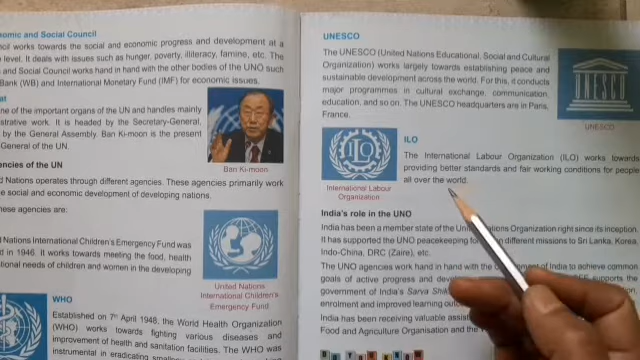 nomic and Social Council
cil works towards the social and economic progress and development at a
level. It deals with issues such as hunger, poverty, illiteracy, famine, etc. The
and Social Council works hand in hand with the other bodies of the UNO such
Bank (WB) and International Monetary Fund (IMF) for economic issues.
at
ne of the important organs of the UN and handles mainly
strative work. It is headed by the Secretary-General,
by the General Assembly. Ban Ki-moon is the present
General of the UN.
Ban Ki-moon
encies of the UN
d Nations operates through different agencies. These agencies primarily work
e social and economic development of developing nations.
hese agencies are:
d Nations International Children's Emergency Fund was
d in 1946. It works towards meeting the food, health
ational needs of children and women in the developing
United Nations
International Children's
Emergency Fund
WHO
Established on 7th April 1948, the World Health Organization
(WHO) works towards fighting various diseases and
improvement of health and sanitation facilities. The WHO was
instrumental in eradicating
UNESCO
The UNESCO (United Nations Educational, Social and Cultural
Organization) works largely towards establishing peace and
sustainable development across the world. For this, it conducts
major programmes in cultural exchange, communication,
education, and so on. The UNESCO headquarters are in Paris,
France.
UNESCO
ILO
ILO
The International Labour Organization (ILO) works towards
providing better standards and fair working conditions for people
all over the world.
International Labour
Organization
India's role in the UNO
India has been a member state of the United Nations Organization right since its inception.
It has supported the UNO peacekeeping for on different missions to Sri Lanka, Korea,
Indo-China, DRC (Zaire), etc.
The UNO agencies work hand in hand with the of India to achieve common
goals of active progress and supports the
government of India's Sarva
enrolment and improved learning
India has been receiving valuable
Food and Agriculture Organisation and the